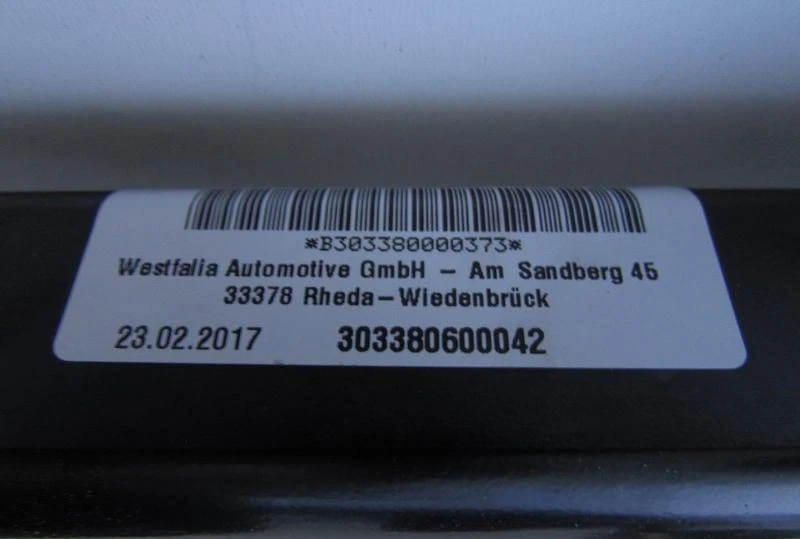 *B303380000373*
Westfalia Automotive GmbH - Am Sandberg 45
33378 Rheda-Wiedenbrück
23.02.2017 303380600042